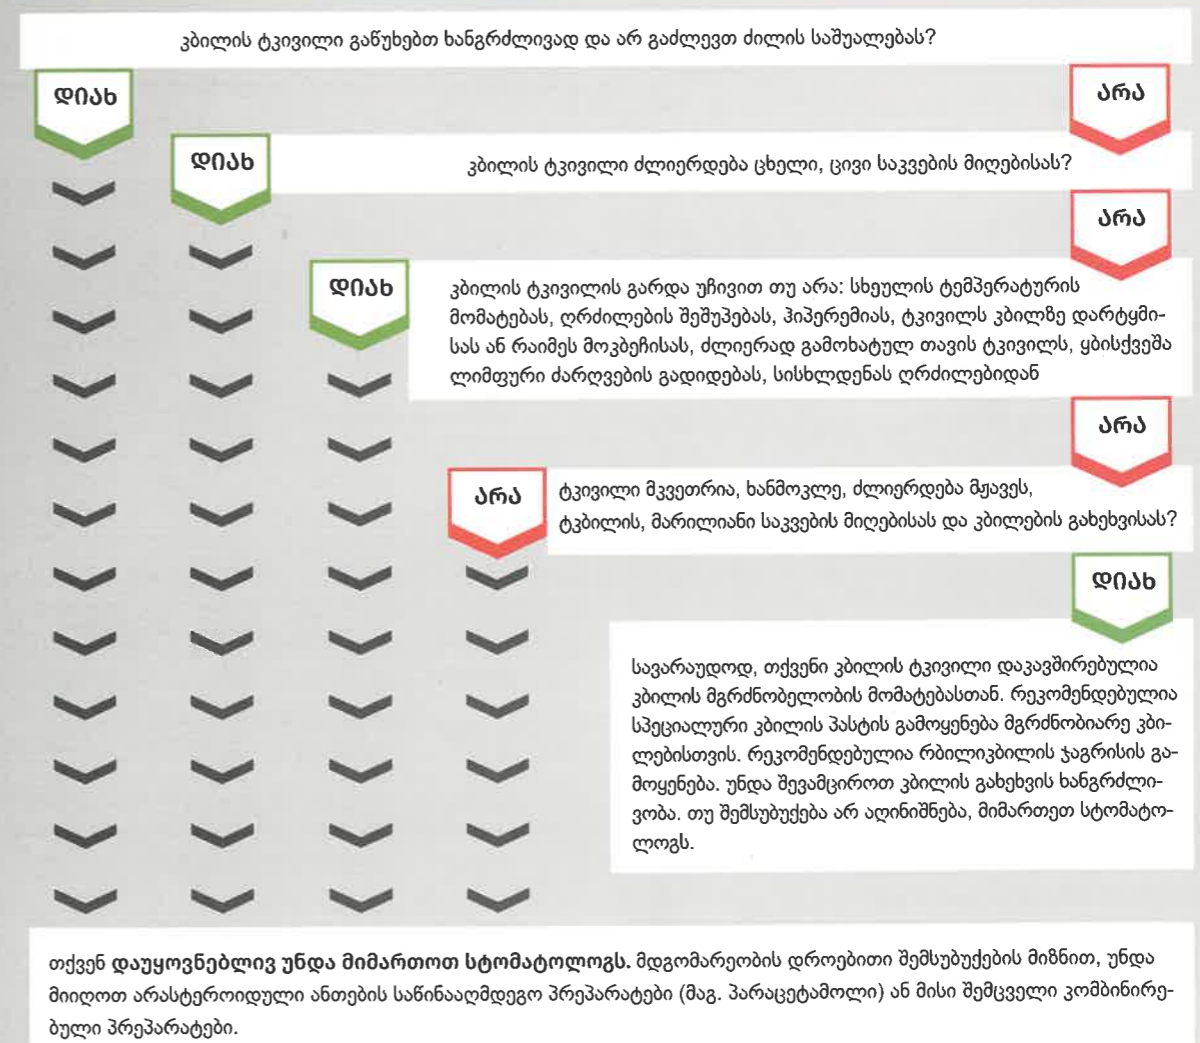 კბილის ტკივილი გაწუხებთ ხანგრძლივად და არ გაძლევთ ძილის საშუალებას?
დიახ
არა
დიახ
კბილის ტკივილი ძლიერდება ცხელი, ცივი საკვების მიღებისას?
არა
დიახ
კბილის ტკივილის გარდა უჩივით თუ არა: სხეულის ტემპერატურის
მომატებას, ღრძილების შეშუპებას, ჰიპერემიას, ტკივილს კბილზე დარტყმი-
სას ან რაიმეს მოკბეჩისას, ძლიერად გამოხატულ თავის ტკივილს, ყბისქვეშა
ლიმფური ძარღვების გადიდებას, სისხლდენას ღრძილებიდან
არა
არა
ტკივილი მკვეთრია, ხანმოკლე, ძლიერდება მჟავეს,
ტკბილის, მარილიანი საკვების მიღებისას და კბილების გახეხვისას?
დიახ
სავარაუდოდ, თქვენი კბილის ტკივილი დაკავშირებულია
კბილის მგრძნობელობის მომატებასთან. რეკომენდებულია
სპეციალური კბილის პასტის გამოყენება მგრძნობიარე კბი-
ლებისთვის. რეკომენდებულია რბილიკბილის ჯაგრისის გა-
მოყენება. უნდა შევამციროთ კბილის გახეხვის ხანგრძლი-
ვობა. თუ შემსუბუქება არ აღინიშნება, მიმართეთ სტომატო-
ლოგს.
თქვენ დაუყოვნებლივ უნდა მიმართოთ სტომატოლოგს. მდგომარეობის დროებითი შემსუბუქების მიზნით, უნდა
მიიღოთ არასტეროიდული ანთების საწინააღმდეგო პრეპარატები (მაგ. პარაცეტამოლი) ან მისი შემცველი კომბინირე-
ბული პრეპარატები.